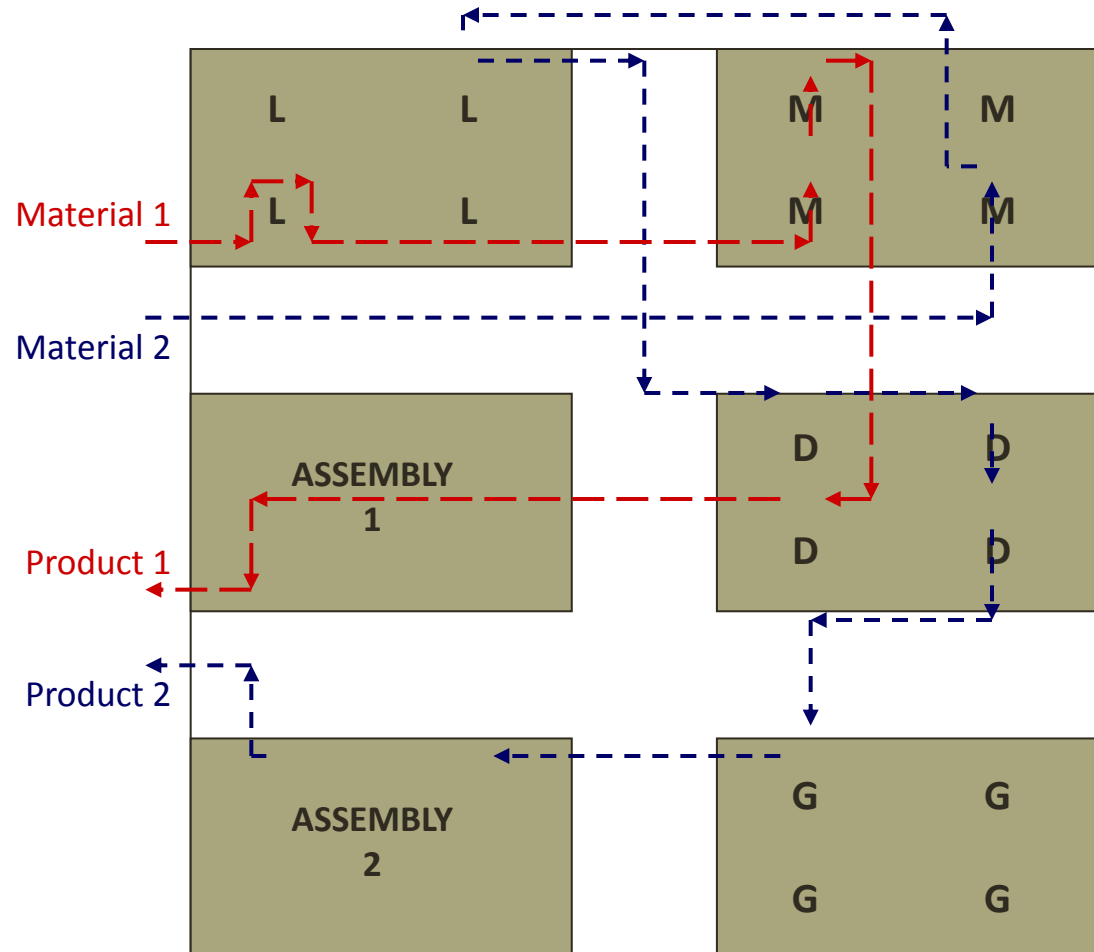 L L M M
Material 1 L L M M
Material 2
D D
ASSEMBLY
1
D D
Product 1
Product 2
G G
ASSEMBLY
2
G G